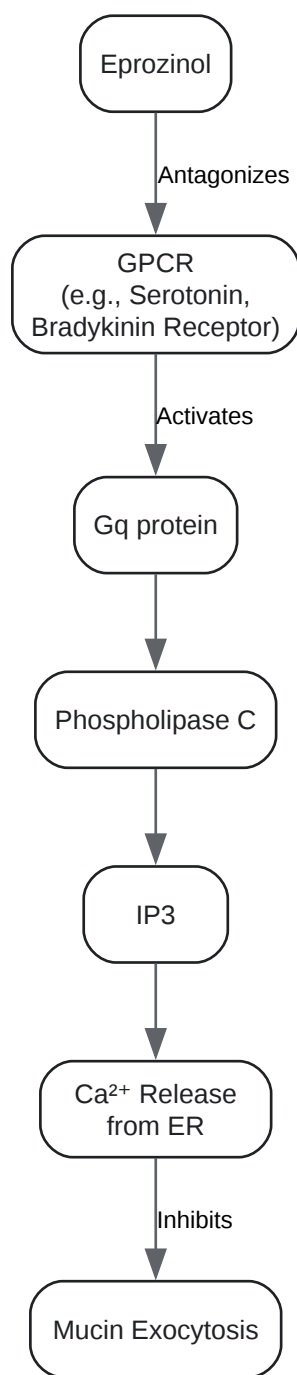 Eprozinol
Antagonizes
GPCR
(e.g., Serotonin,
Bradykinin Receptor)
Activates
Gq protein
Phospholipase C
IP3
Ca²⁺ Release
from ER
Inhibits
Mucin Exocytosis